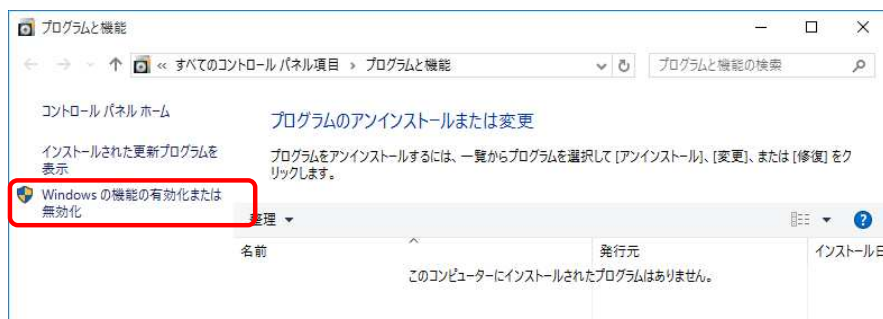 プログラムと機能
« すべてのコントロール パネル項目 › プログラムと機能
プログラムと機能の検索
コントロール パネル ホーム
インストールされた更新プログラムを
表示
Windows の機能の有効化または
無効化
プログラムのアンインストールまたは変更
プログラムをアンインストールするには、一覧からプログラムを選択して [アンインストール]、[変更]、または [修復] をク
リックします。
整理
名前
発行元
インストール日
このコンピューターにインストールされたプログラムはありません。